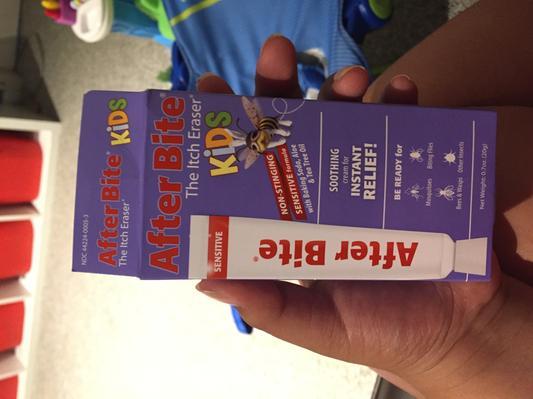 NDC 44224-0005-3
After Bite® KiDS
The Itch Eraser®
After Bite®
The Itch Eraser®
KiDS
NON-STINGING
SENSITIVE formula
with Baking Soda, Aloe
& Tea Tree Oil
SOOTHING
cream for
INSTANT
RELIEF!
BE READY for
Mosquitoes
Biting Flies
Bees & Wasps
Other Insects
Net Weight: 0.7oz (20g)
SENSITIVE
After Bite®